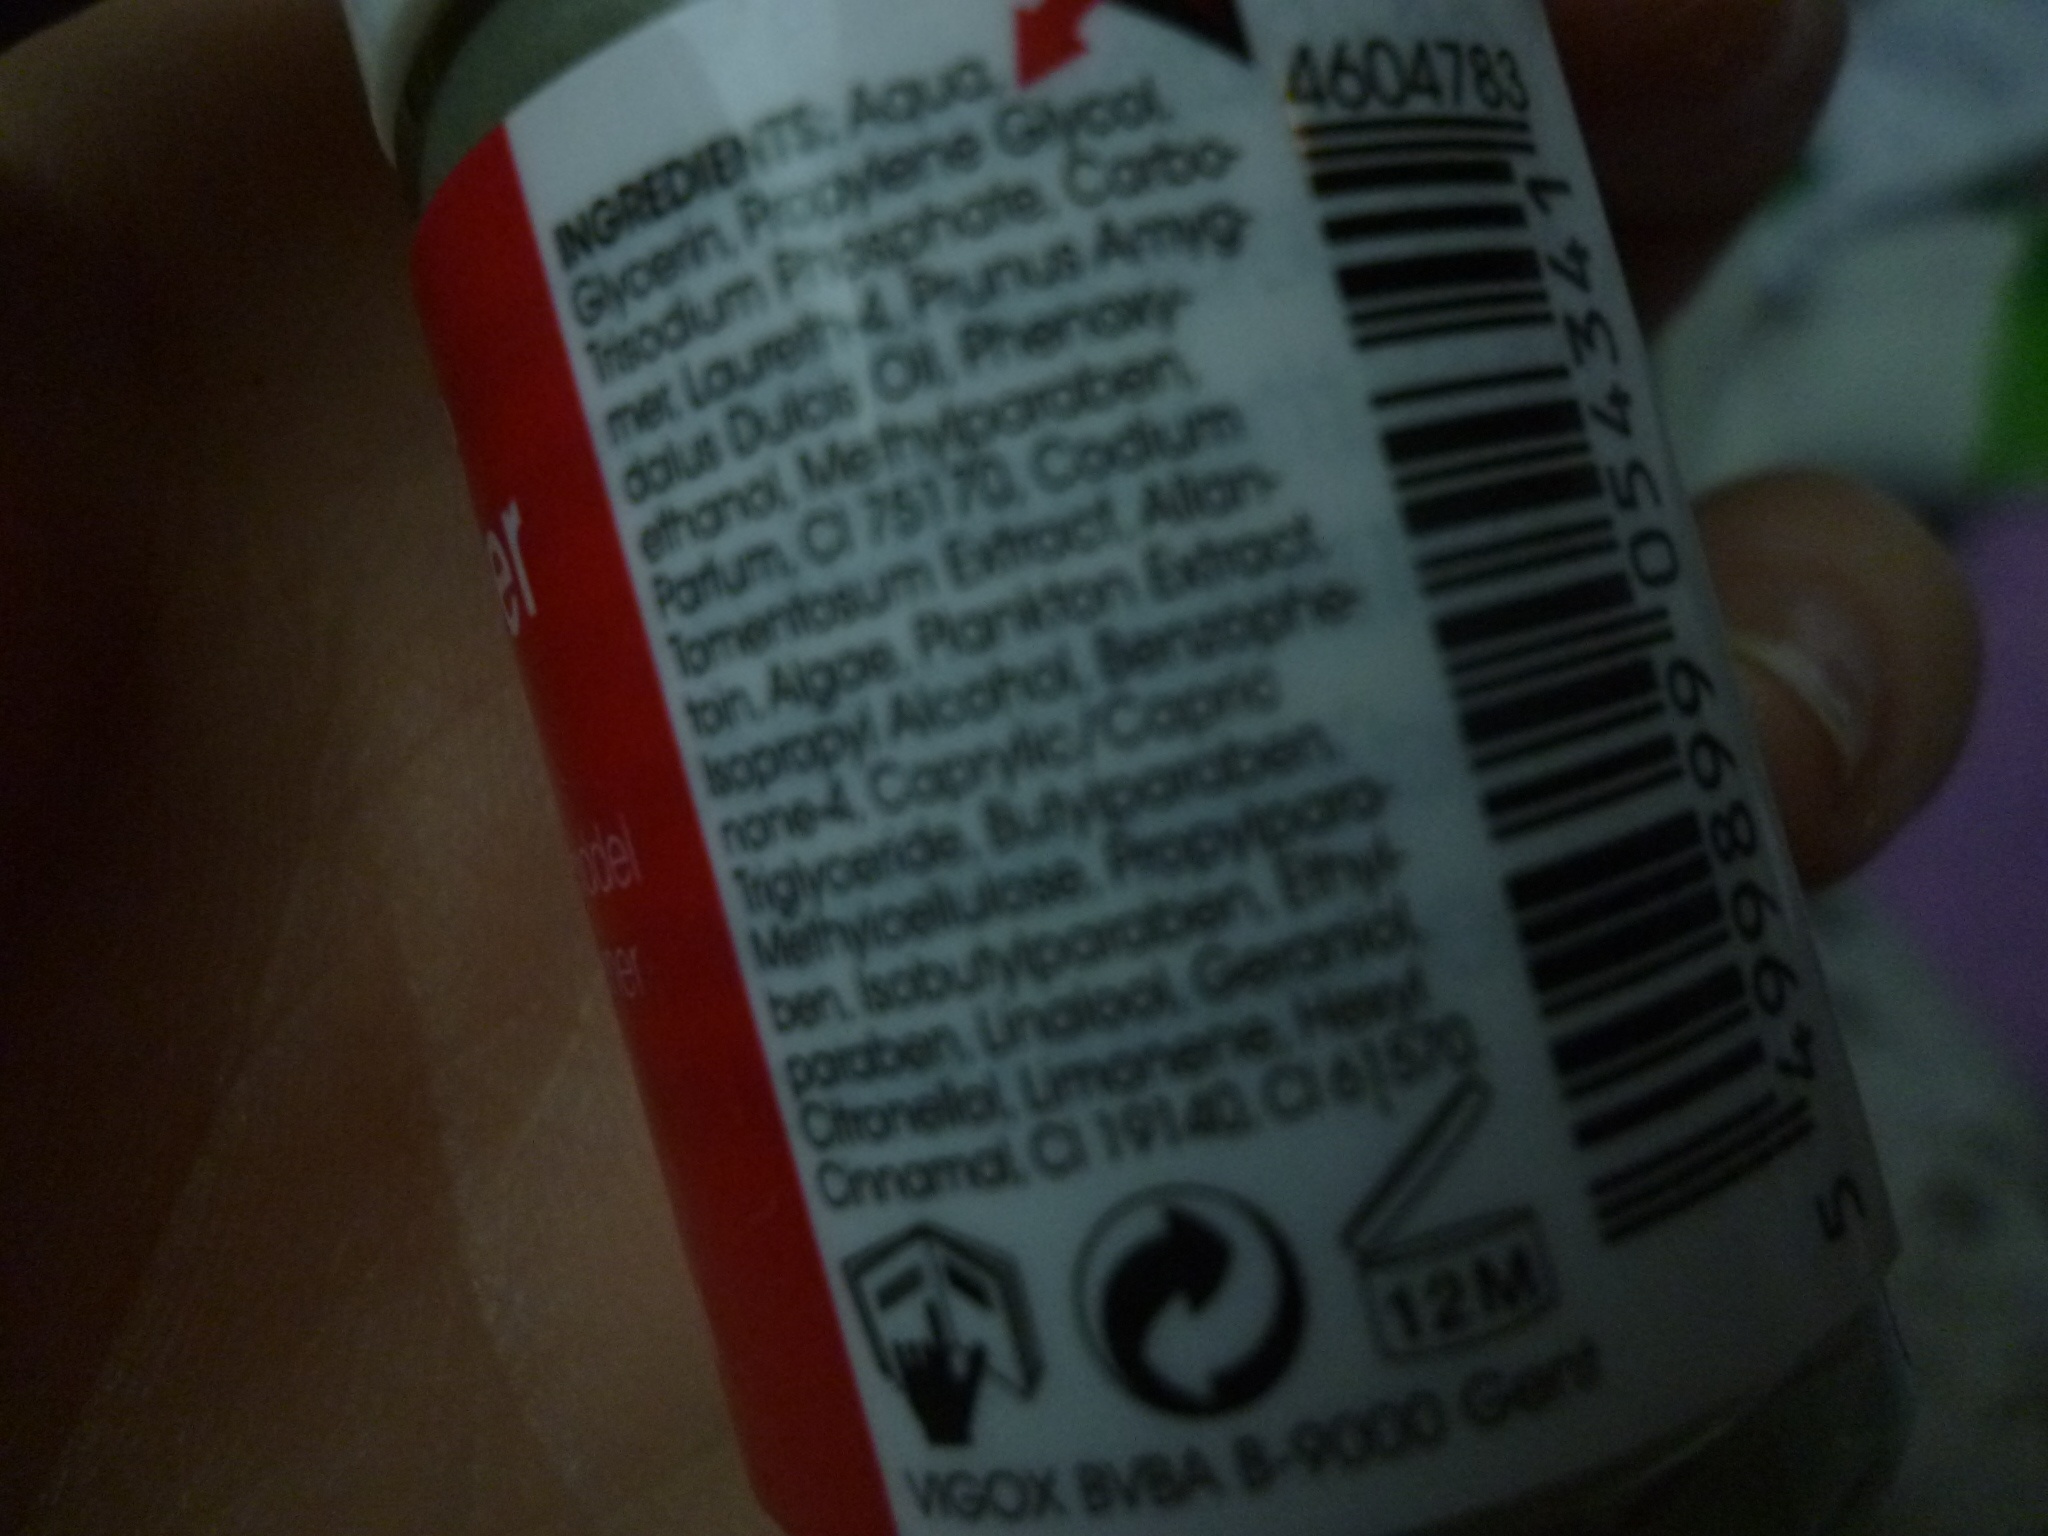 INGREDIENTS: Aqua,
Glycerin, Propylene Glycol,
Trisodium Phosphate, Carbo-
mer, Laureth-4, Prunus Amyg-
dalus Dulcis Oil, Phenoxy-
ethanol, Methylparaben,
Parfum, CI 75170, Codium
Tomentosum Extract, Allan-
toin, Algae, Plankton Extract,
Isopropyl Alcohol, Benzophe-
none-4, Caprylic/Capric
Triglyceride, Butylparaben,
Methylcellulose, Propylpara-
ben, Isobutylparaben, Ethyl-
paraben, Linalool, Geraniol,
Citronellol, Limonene, Hexyl
Cinnamal, CI 19140, CI 61570
12M
VIGOX BVBA B-9000 Gent
4604783
er
ddel
ner